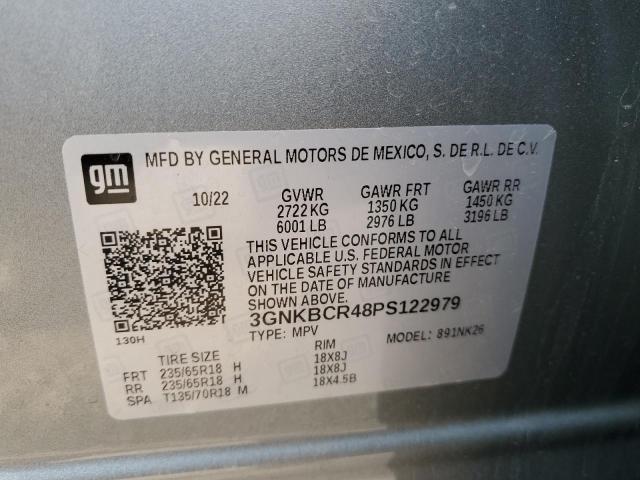 gm
MFD BY GENERAL MOTORS DE MEXICO, S. DE R.L. DE C.V.
10/22 GVWR GAWR FRT GAWR RR
2722 KG 1350 KG 1450 KG
6001 LB 2976 LB 3196 LB
THIS VEHICLE CONFORMS TO ALL
APPLICABLE U.S. FEDERAL MOTOR
VEHICLE SAFETY STANDARDS IN EFFECT
ON THE DATE OF MANUFACTURE
SHOWN ABOVE.
3GNKBCR48PS122979
130H TYPE: MPV MODEL: 891NK26
TIRE SIZE RIM
FRT 235/65R18 H 18X8J
RR 235/65R18 H 18X8J
SPA T135/70R18 M 18X4.5B